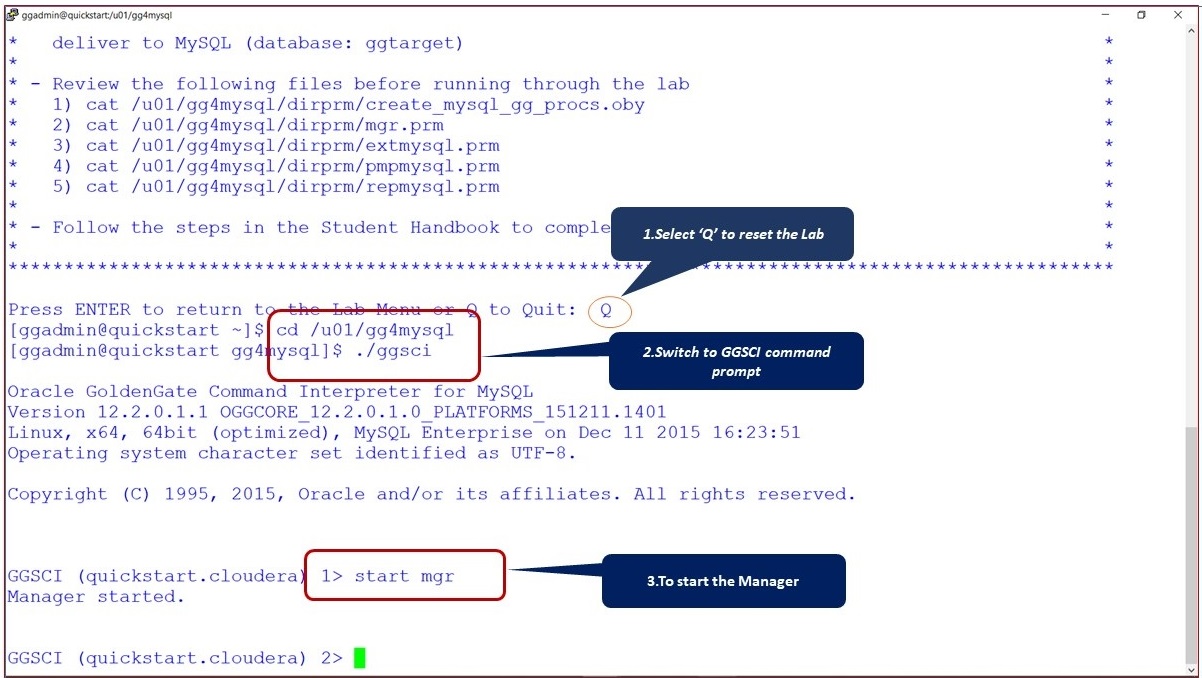 ggadmin@quickstart:/u01/gg4mysql
* deliver to MySQL (database: ggtarget) *
* *
* - Review the following files before running through the lab *
* 1) cat /u01/gg4mysql/dirprm/create_mysql_gg_procs.oby *
* 2) cat /u01/gg4mysql/dirprm/mgr.prm *
* 3) cat /u01/gg4mysql/dirprm/extmysql.prm *
* 4) cat /u01/gg4mysql/dirprm/pmpmysql.prm *
* 5) cat /u01/gg4mysql/dirprm/repmysql.prm *
* *
* - Follow the steps in the Student Handbook to comple *
* *
1.Select ‘Q’ to reset the Lab
***************************************************************************************************
Press ENTER to return to the Lab Menu or Q to Quit: Q
[ggadmin@quickstart ~]$ cd /u01/gg4mysql
[ggadmin@quickstart gg4mysql]$ ./ggsci
2.Switch to GGSCI command
prompt
Oracle GoldenGate Command Interpreter for MySQL
Version 12.2.0.1.1 OGGCORE_12.2.0.1.0_PLATFORMS_151211.1401
Linux, x64, 64bit (optimized), MySQL Enterprise on Dec 11 2015 16:23:51
Operating system character set identified as UTF-8.
Copyright (C) 1995, 2015, Oracle and/or its affiliates. All rights reserved.
GGSCI (quickstart.cloudera) 1> start mgr
3.To start the Manager
Manager started.
GGSCI (quickstart.cloudera) 2>